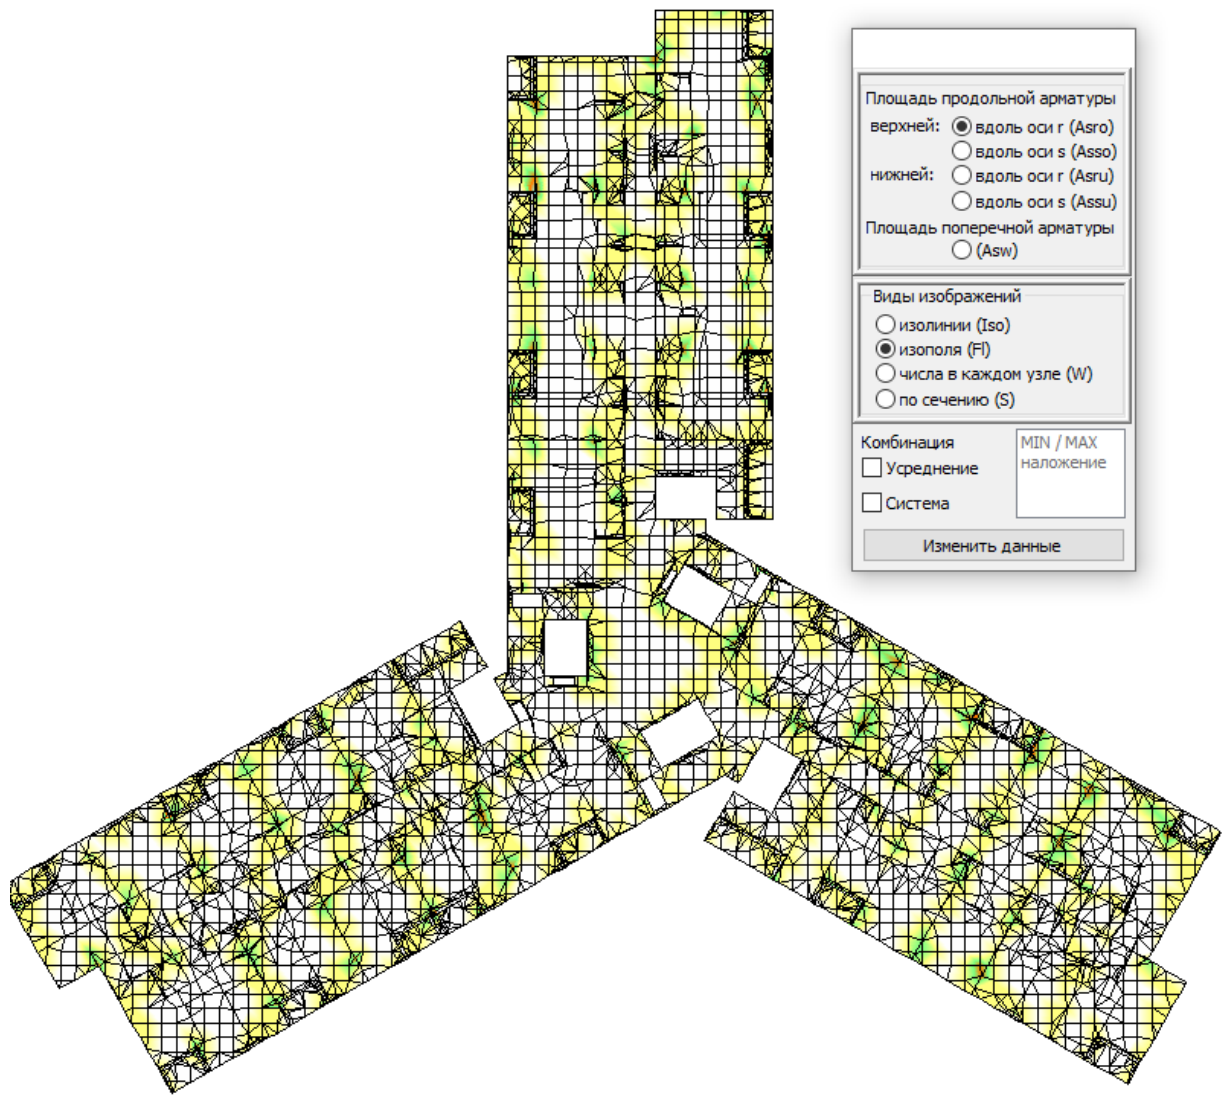 Площадь продольной арматуры
верхней: вдоль оси r (Asro)
вдоль оси s (Asso)
нижней: вдоль оси r (Asru)
вдоль оси s (Assu)
Площадь поперечной арматуры
(Asw)
Виды изображений
изолинии (Iso)
изополя (Fl)
числа в каждом узле (W)
по сечению (S)
Комбинация
MIN / MAX
наложение
Усреднение
Система
Изменить данные